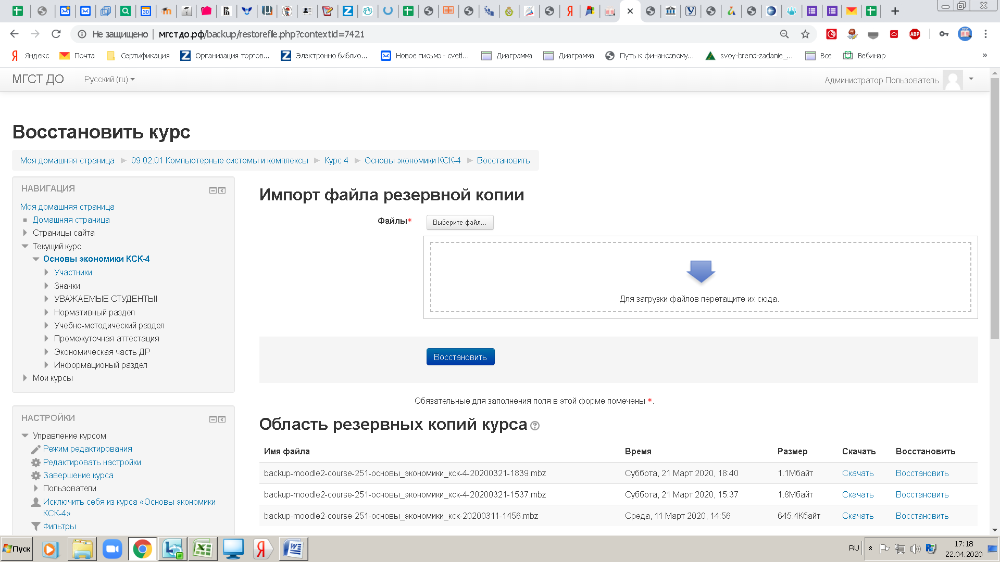 Не защищено | мгстдо.рф/backup/restorefile.php?contextid=7421
Яндекс Почта Сертификация Организация торгов... Электронно библио... Новое письмо - cvetl... Диаграмма Диаграмма Путь к финансовому... svoy-brend-zadanie_... Все Вебинар »
МГСТ ДО Русский (ru) Администратор Пользователь
Восстановить курс
Моя домашняя страница 09.02.01 Компьютерные системы и комплексы Курс 4 Основы экономики КСК-4 Восстановить
НАВИГАЦИЯ
Моя домашняя страница
Домашняя страница
Страницы сайта
Текущий курс
Основы экономики КСК-4
Участники
Значки
УВАЖАЕМЫЕ СТУДЕНТЫ!
Нормативный раздел
Учебно-методический раздел
Промежуточная аттестация
Экономическая часть ДР
Информационый раздел
Мои курсы
НАСТРОЙКИ
Управление курсом
Режим редактирования
Редактировать настройки
Завершение курса
Пользователи
Исключить себя из курса «Основы экономики
КСК-4»
Фильтры
Импорт файла резервной копии
Файлы* Выберите файл...
Для загрузки файлов перетащите их сюда.
Восстановить
Обязательные для заполнения поля в этой форме помечены *.
Область резервных копий курса
Имя файла Время Размер Скачать Восстановить
backup-moodle2-course-251-основы_экономики_кск-4-20200321-1839.mbz Суббота, 21 Март 2020, 18:40 1.1Мбайт Скачать Восстановить
backup-moodle2-course-251-основы_экономики_кск-4-20200321-1537.mbz Суббота, 21 Март 2020, 15:37 1.8Мбайт Скачать Восстановить
backup-moodle2-course-251-основы_экономики_кск-20200311-1456.mbz Среда, 11 Март 2020, 14:56 645.4Кбайт Скачать Восстановить
Пуск RU 17:18
22.04.2020